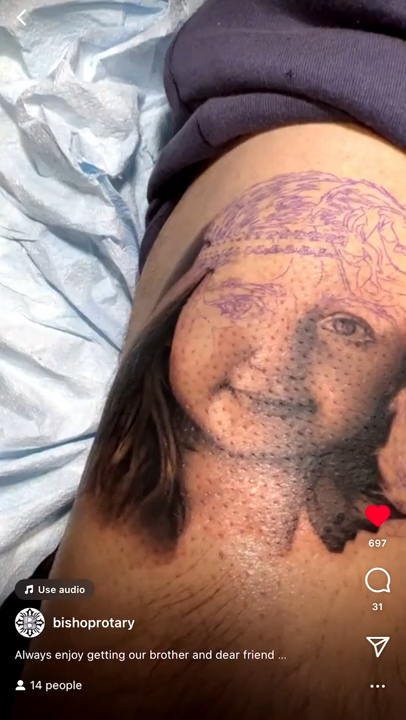 697
31
Use audio
bishoprotary
Always enjoy getting our brother and dear friend ...
14 people